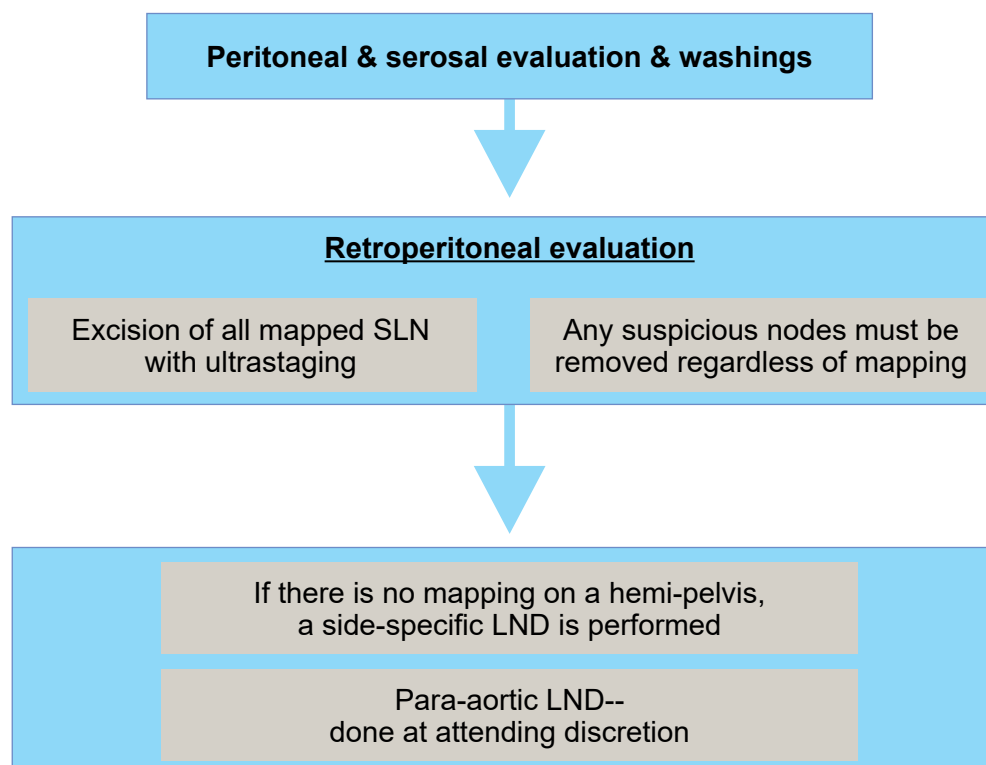 Peritoneal & serosal evaluation & washings
Retroperitoneal evaluation
Excision of all mapped SLN
with ultrastaging
Any suspicious nodes must be
removed regardless of mapping
If there is no mapping on a hemi-pelvis,
a side-specific LND is performed
Para-aortic LND--
done at attending discretion